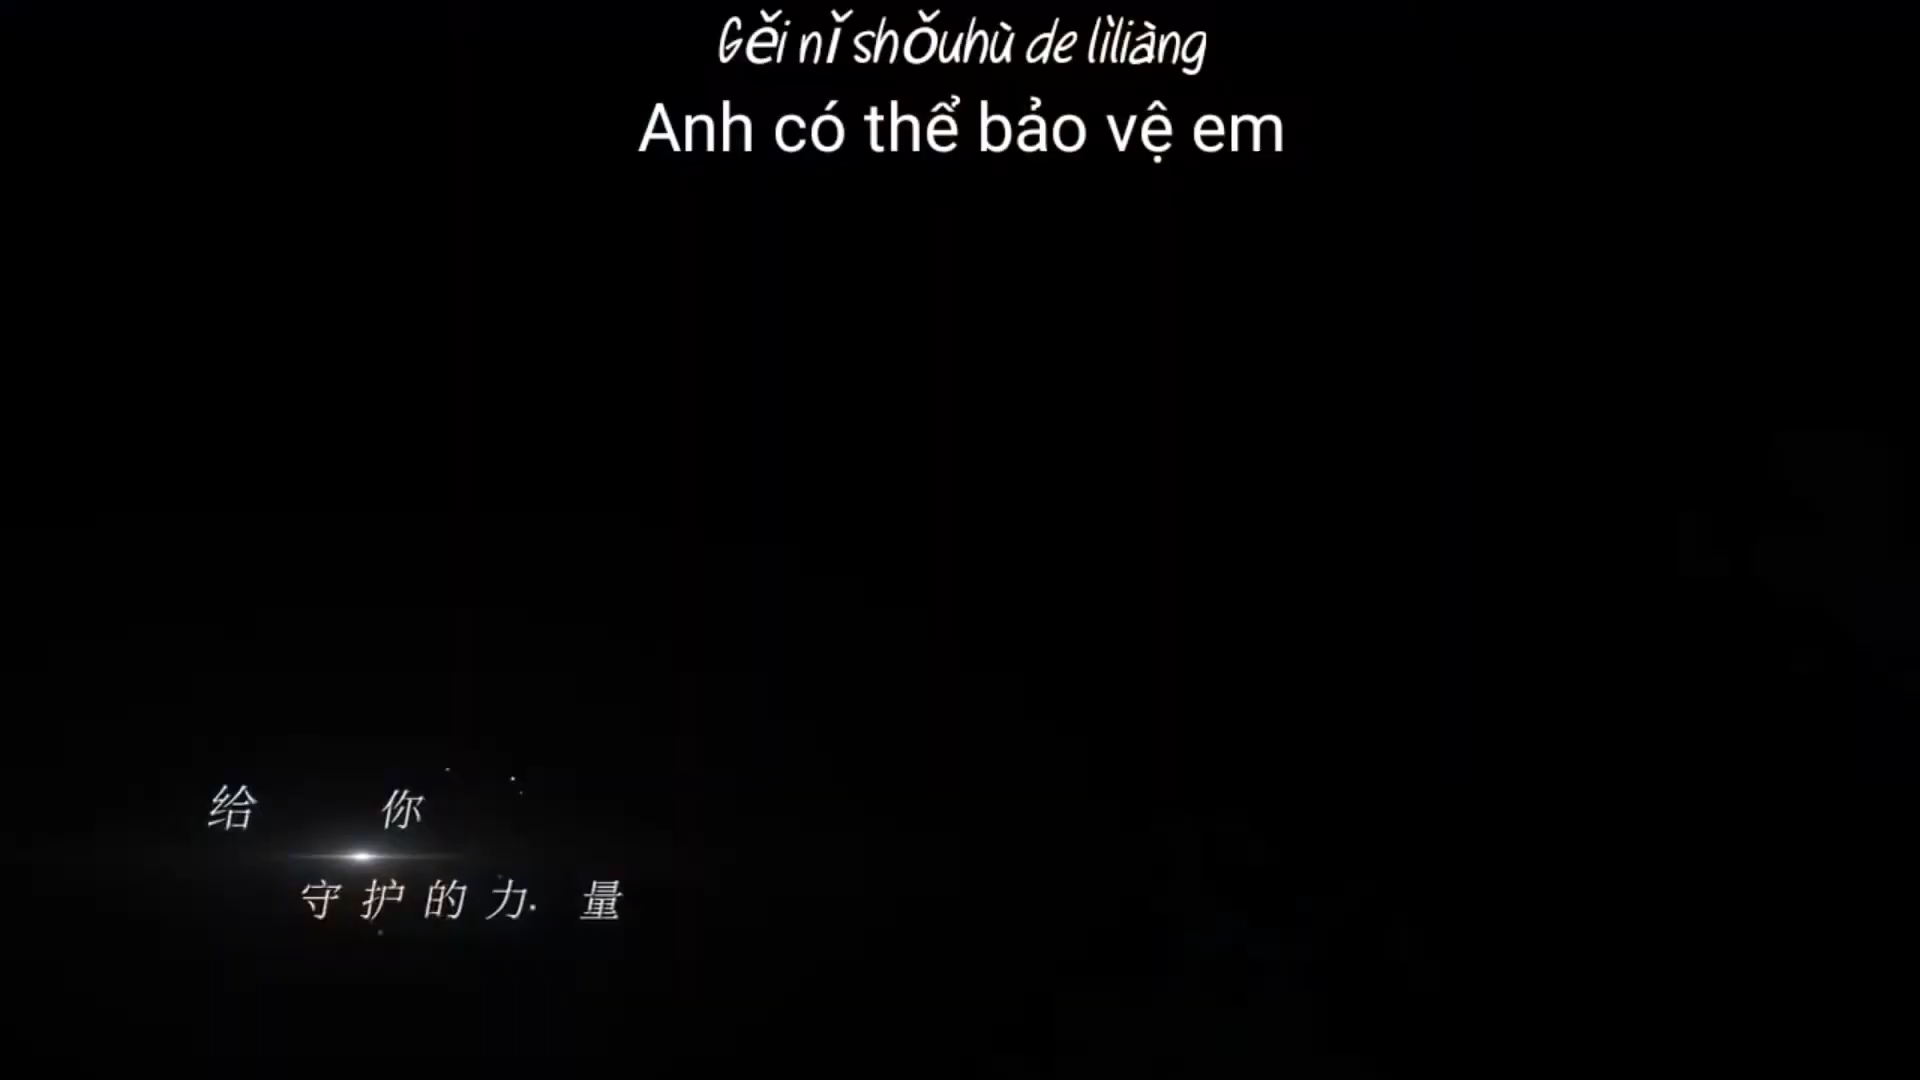 Gěi nǐ shǒuhù de lìliàng
Anh có thể bảo vệ em
给 你
守护的力量